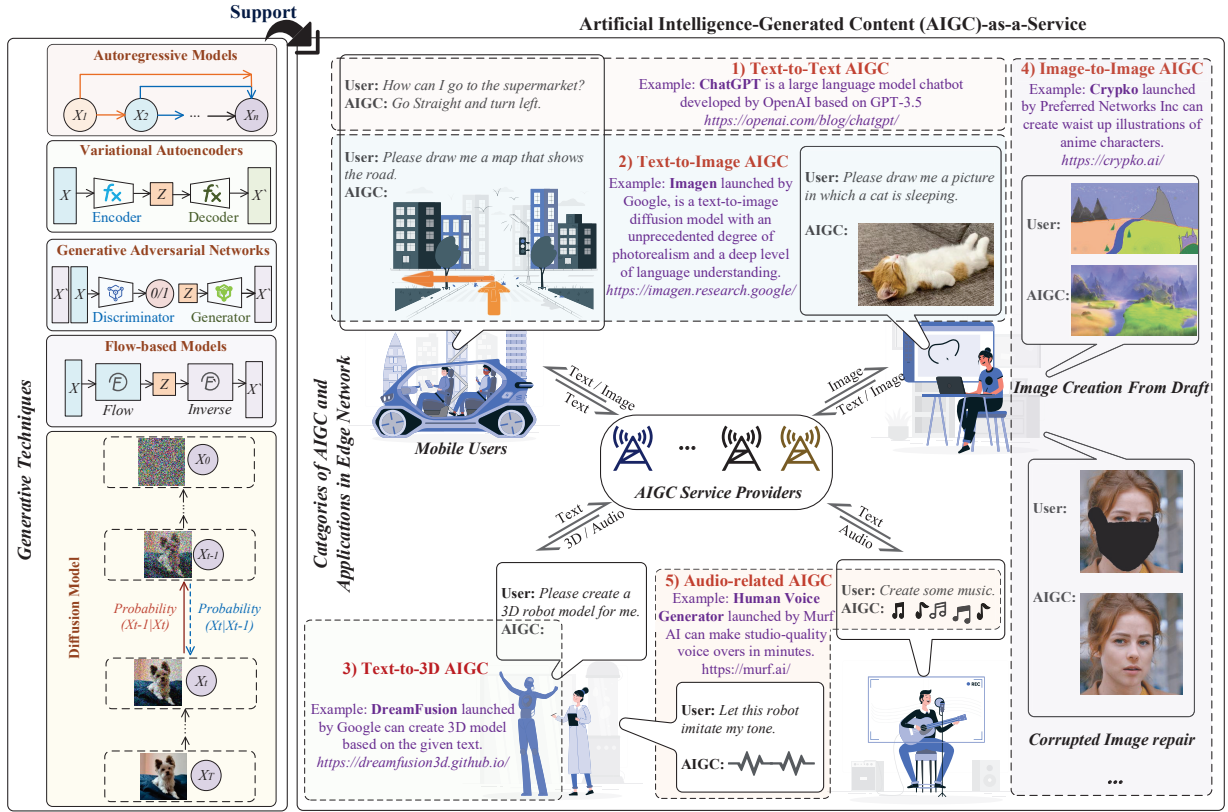 Support
Artificial Intelligence-Generated Content (AIGC)-as-a-Service
Generative Techniques
Autoregressive Models
X1
X2
...
Xn
Variational Autoencoders
X
fx
Encoder
Z
fx
Decoder
X`
Generative Adversarial Networks
X`
X
Discriminator
0/1
Z
Generator
X`
Flow-based Models
X
F
Flow
Z
F
Inverse
X`
Diffusion Model
X0
Xt-1
Probability
(Xt-1|Xt)
Probability
(Xt|Xt-1)
Xt
XT
Categories of AIGC and
Applications in Edge Network
User: How can I go to the supermarket?
AIGC: Go Straight and turn left.
1) Text-to-Text AIGC
Example: ChatGPT is a large language model chatbot
developed by OpenAI based on GPT-3.5
https://openai.com/blog/chatgpt/
User: Please draw me a map that shows
the road.
AIGC:
2) Text-to-Image AIGC
Example: Imagen launched by
Google, is a text-to-image
diffusion model with an
unprecedented degree of
photorealism and a deep level
of language understanding.
https://imagen.research.google/
User: Please draw me a picture
in which a cat is sleeping.
AIGC:
4) Image-to-Image AIGC
Example: Crypko launched
by Preferred Networks Inc can
create waist up illustrations of
anime characters.
https://crypko.ai/
User:
AIGC:
Image Creation From Draft
User:
AIGC:
Corrupted Image repair
...
Mobile Users
Text / Image
Text
Image
Text / Image
...
AIGC Service Providers
Text
3D / Audio
Text
Audio
User: Please create a
3D robot model for me.
AIGC:
3) Text-to-3D AIGC
Example: DreamFusion launched
by Google can create 3D model
based on the given text.
https://dreamfusion3d.github.io/
5) Audio-related AIGC
Example: Human Voice
Generator launched by Murf
AI can make studio-quality
voice overs in minutes.
https://murf.ai/
User: Let this robot
imitate my tone.
AIGC:
User: Create some music.
AIGC:
REC